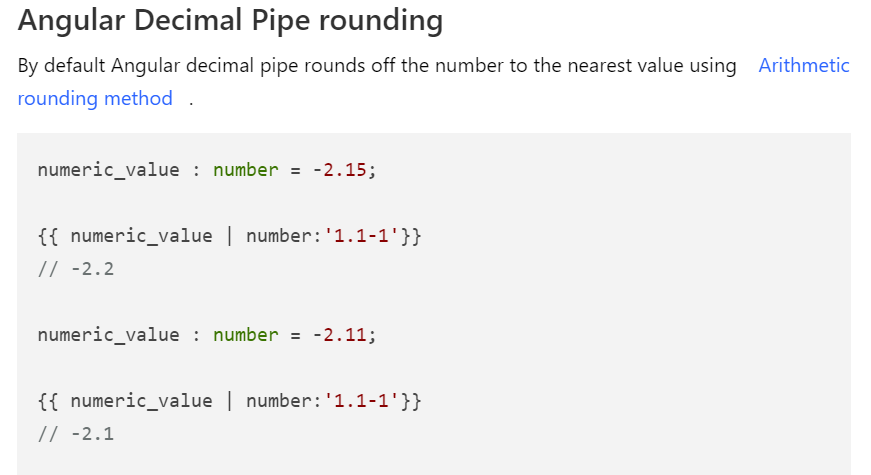 Angular Decimal Pipe rounding
By default Angular decimal pipe rounds off the number to the nearest value using Arithmetic
rounding method .
numeric_value : number = -2.15;
{{ numeric_value | number:'1.1-1'}}
// -2.2
numeric_value : number = -2.11;
{{ numeric_value | number:'1.1-1'}}
// -2.1